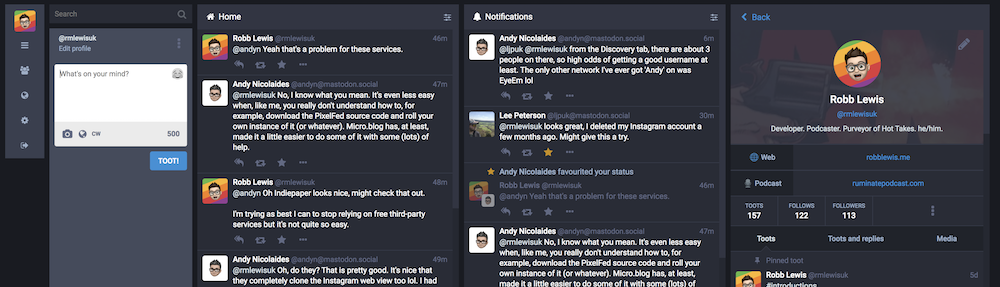 Search
@rmlewisuk
Edit profile
What's on your mind?
CW
500
TOOT!
Home
Robb Lewis @rmlewisuk 46m
@andyn Yeah that's a problem for these services.
Andy Nicolaides @andyn@mastodon.social 47m
@rmlewisuk No, I know what you mean. It's even less easy
when, like me, you really don't understand how to, for
example, download the PixelFed source code and roll your
own instance of it (or whatever). Micro.blog has, at least,
made it a little easier to do some of it with some (lots) of
help.
Robb Lewis @rmlewisuk 48m
@andyn Oh Indiepaper looks nice, might check that out.
I'm trying as best I can to stop relying on free third-party
services but it's not quite so easy.
Andy Nicolaides @andyn@mastodon.social 49m
@rmlewisuk Oh, do they? That is pretty good. It's nice that
they completely clone the Instagram web view too lol. I had
Notifications
Andy Nicolaides @andyn@mastodon.social 6m
@ljpuk @rmlewisuk from the Discovery tab, there are about 3
people on there, so high odds of getting a good username at
least. The only other network I've ever got 'Andy' on was
EyeEm lol
Lee Peterson @ljpuk@mastodon.social 30m
@rmlewisuk looks great, I deleted my Instagram account a
few months ago. Might give this a try.
Andy Nicolaides favourited your status
Robb Lewis @rmlewisuk 46m
@andyn Yeah that's a problem for these services.
Andy Nicolaides @andyn@mastodon.social 47m
@rmlewisuk No, I know what you mean. It's even less easy
when, like me, you really don't understand how to, for
example, download the PixelFed source code and roll your
own instance of it (or whatever). Micro.blog has, at least,
made it a little easier to do some of it with some (lots) of
Back
Robb Lewis
@rmlewisuk
Developer. Podcaster. Purveyor of Hot Takes. he/him.
Web
robblewis.me
Podcast
ruminatepodcast.com
TOOTS
157
FOLLOWS
122
FOLLOWERS
113
Toots
Toots and replies
Media
Pinned toot
Robb Lewis @rmlewisuk 5d
#introductions